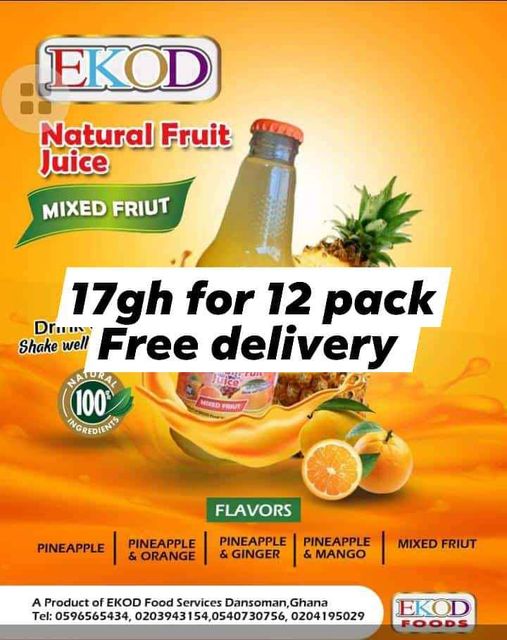 EKOD
Natural Fruit
Juice
MIXED FRIUT
17gh for 12 pack
Free delivery
Shake well
Juice
MIXED FRIUT
NATURAL
100%
INGREDIENTS
FLAVORS
PINEAPPLE
PINEAPPLE
& ORANGE
PINEAPPLE
& GINGER
PINEAPPLE
& MANGO
MIXED FRIUT
A Product of EKOD Food Services Dansoman,Ghana
Tel: 0596565434, 0203943154,0540730756, 0204195029
EKOD
FOODS